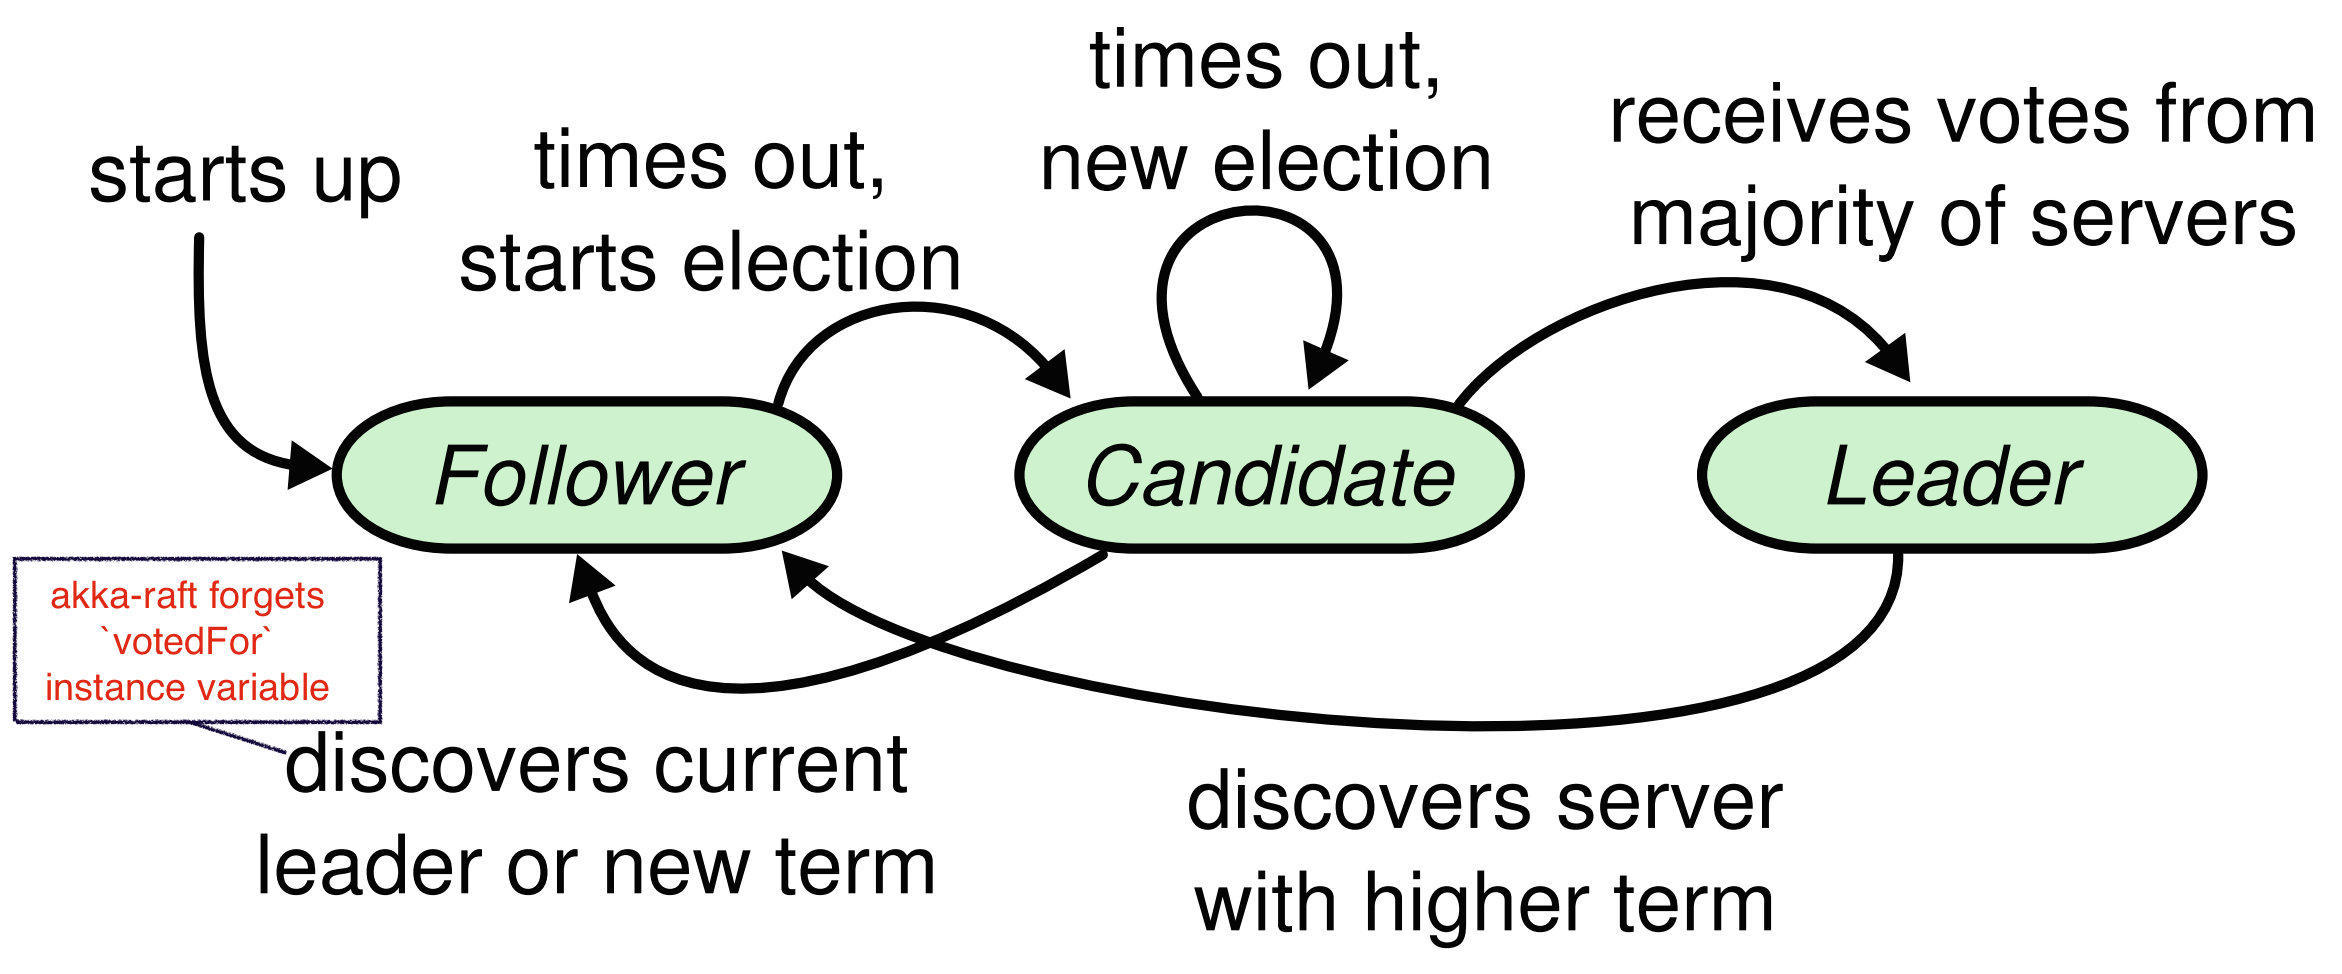 starts up
times out,
starts election
times out,
new election
receives votes from
majority of servers
Follower
Candidate
Leader
akka-raft forgets
`votedFor`
instance variable
discovers current
leader or new term
discovers server
with higher term